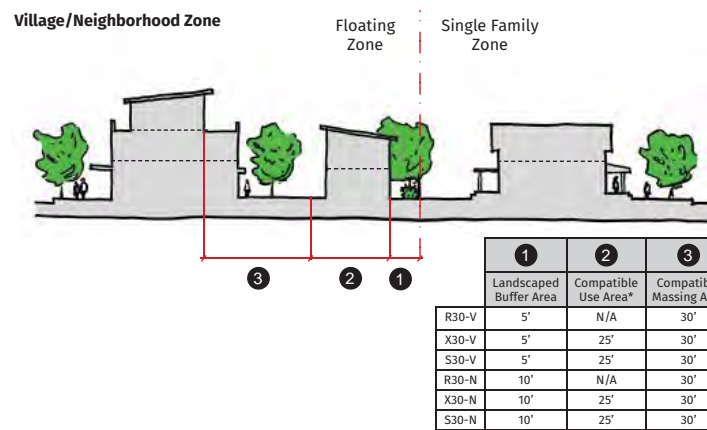 Village/Neighborhood Zone
Floating
Zone
Single Family
Zone
3 2 1
1 2 3
Landscaped Compatible
Buffer Area Use Area* Massing
R30-V 5' N/A 30'
X30-V 5' 25' 30'
S30-V 5' 25' 30'
R30-N 10' N/A 30'
X30-N 10' 25' 30'
S30-N 10' 25' 30'